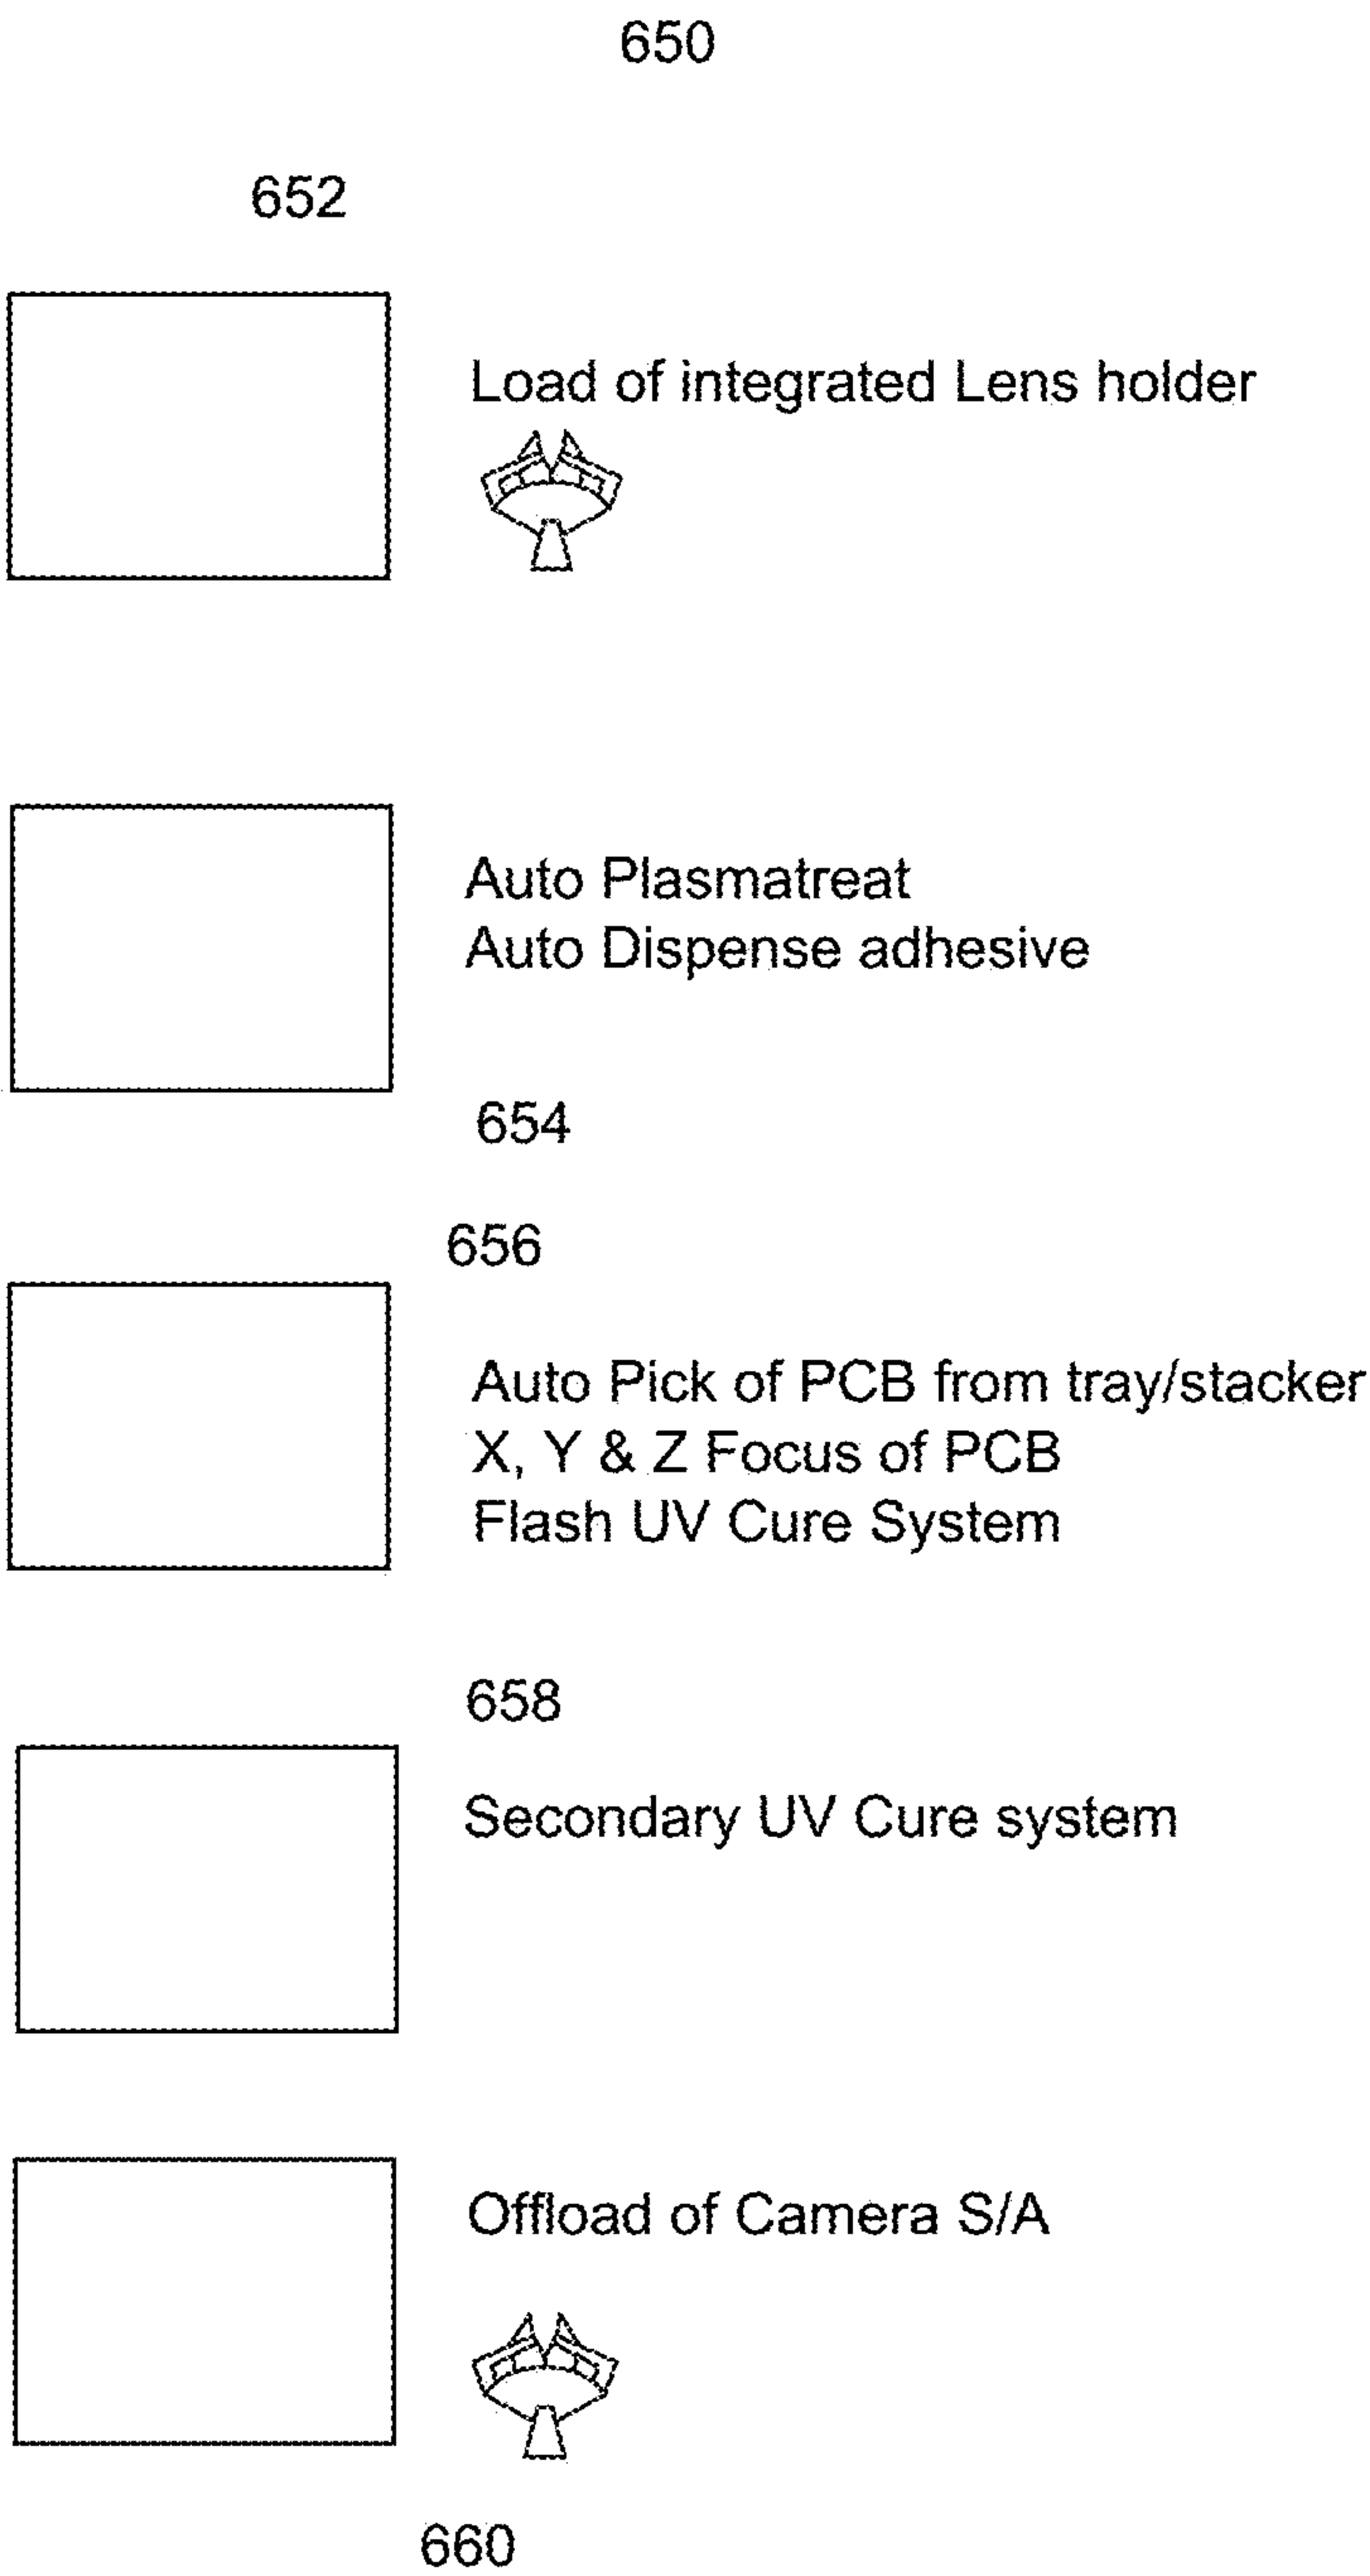 650
652
Load of integrated Lens holder
Auto Plasmatreat
Auto Dispense adhesive
654
656
Auto Pick of PCB from tray/stacker
X, Y & Z Focus of PCB
Flash UV Cure System
658
Secondary UV Cure system
Offload of Camera S/A
660